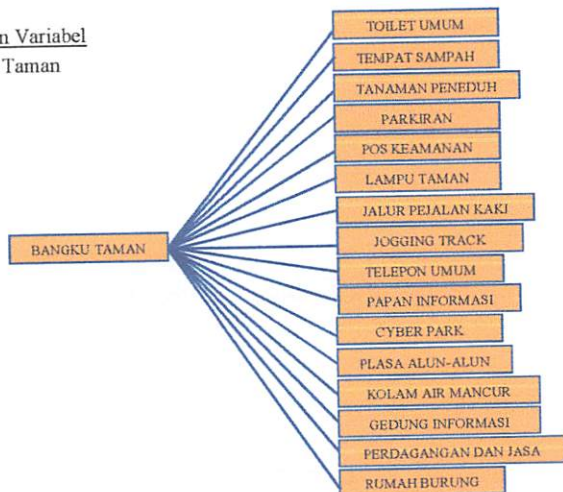 n Variabel
Taman
TOILET UMUM
TEMPAT SAMPAH
TANAMAN PENEDUH
PARKIRAN
POS KEAMANAN
LAMPU TAMAN
JALUR PEJALAN KAKI
BANGKU TAMAN
JOGGING TRACK
TELEPON UMUM
PAPAN INFORMASI
CYBER PARK
PLASA ALUN-ALUN
KOLAM AIR MANCUR
GEDUNG INFORMASI
PERDAGANGAN DAN JASA
RUMAH BURUNG